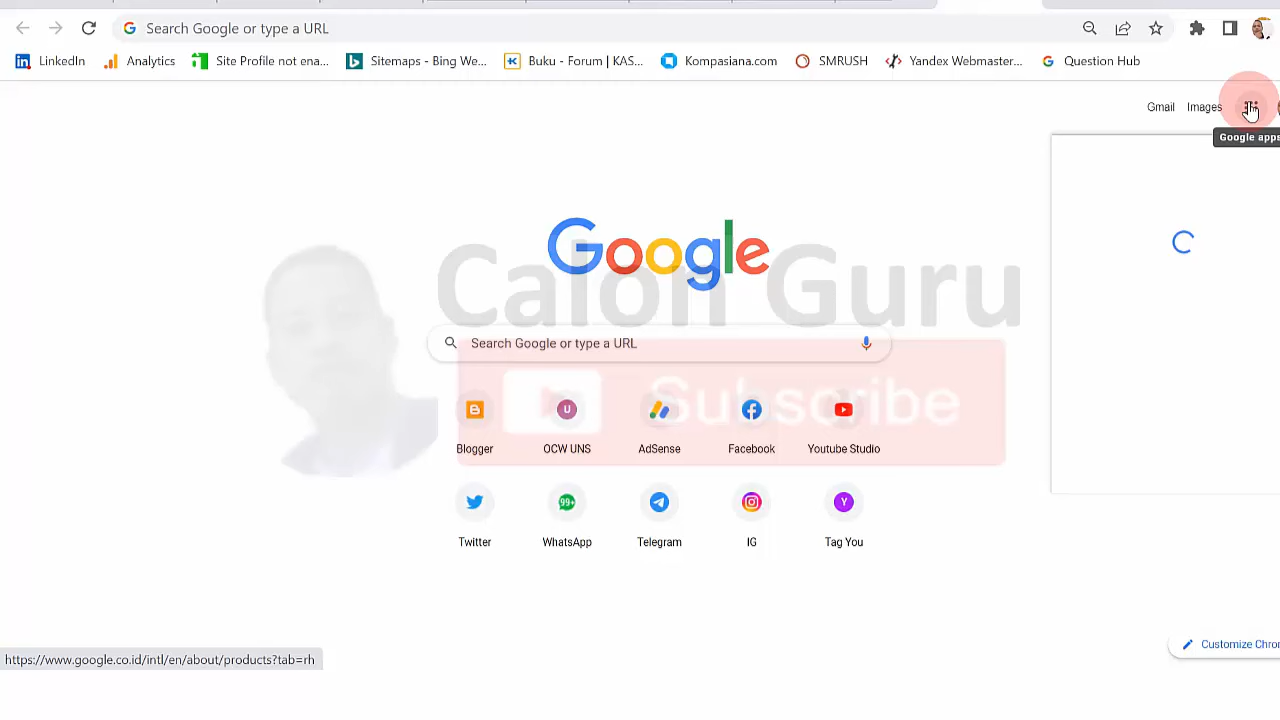 Search Google or type a URL
LinkedIn Analytics Site Profile not ena... Sitemaps - Bing We... Buku - Forum | KAS... Kompasiana.com SMRUSH Yandex Webmaster... Question Hub
Gmail Images
Google apps
Google
Calon Guru
Search Google or type a URL
Subscribe
Blogger OCW UNS AdSense Facebook Youtube Studio
U
99+
Y
Twitter WhatsApp Telegram IG Tag You
Customize Chro
https://www.google.co.id/intl/en/about/products?tab=rh